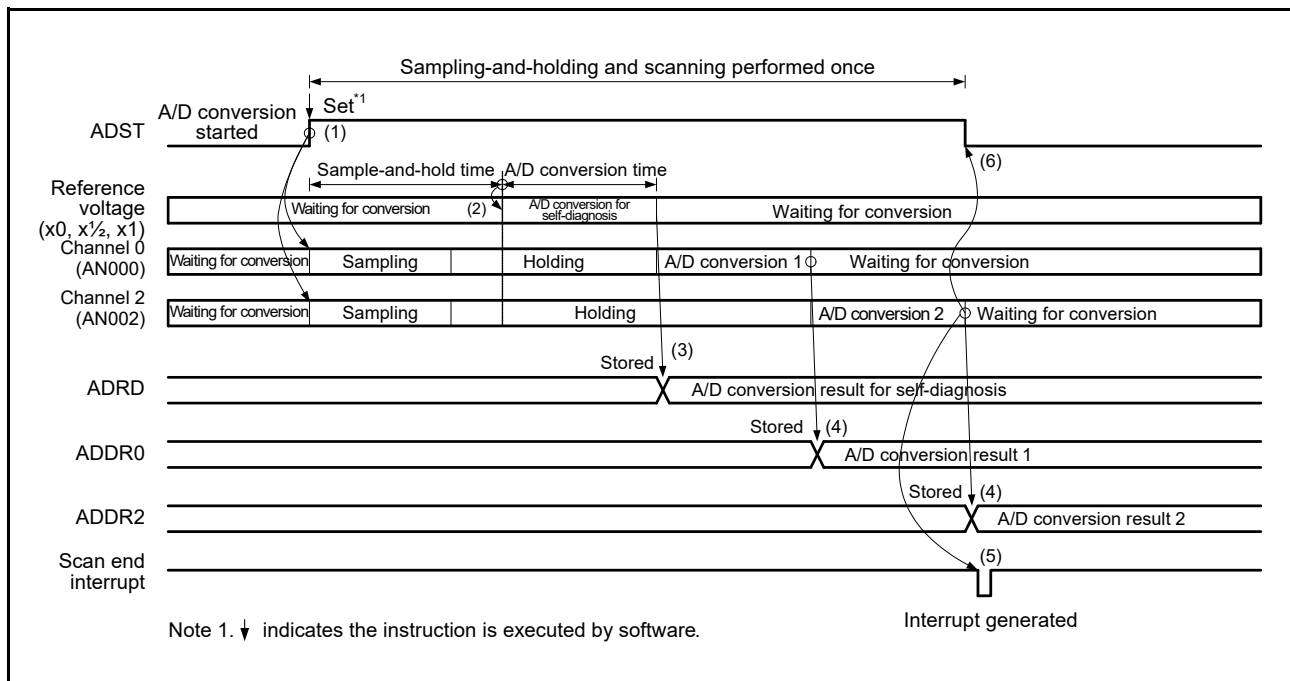 Sampling-and-holding and scanning performed once
A/D conversion
started
Set*1
ADST
(1)
(6)
Sample-and-hold time
A/D conversion time
Reference
voltage
(x0, x½, x1)
Waiting for conversion
(2)
A/D conversion for
self-diagnosis
Waiting for conversion
Channel 0
(AN000)
Waiting for conversion
Sampling
Holding
A/D conversion 1
Waiting for conversion
Channel 2
(AN002)
Waiting for conversion
Sampling
Holding
A/D conversion 2
Waiting for conversion
Stored
(3)
ADRD
A/D conversion result for self-diagnosis
Stored
(4)
ADDR0
A/D conversion result 1
Stored
(4)
ADDR2
A/D conversion result 2
Scan end
interrupt
(5)
Interrupt generated
Note 1. ↓ indicates the instruction is executed by software.